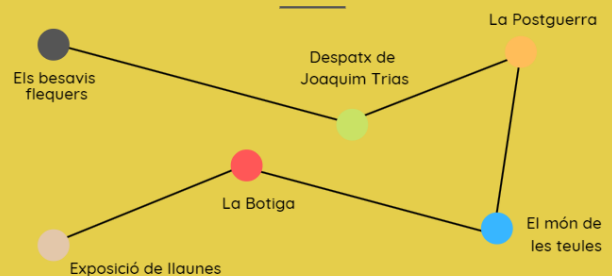 La Postguerra
Despatx de
Joaquim Trias
Els besavis
flequers
La Botiga
El món de
les teules
Exposició de llaunes